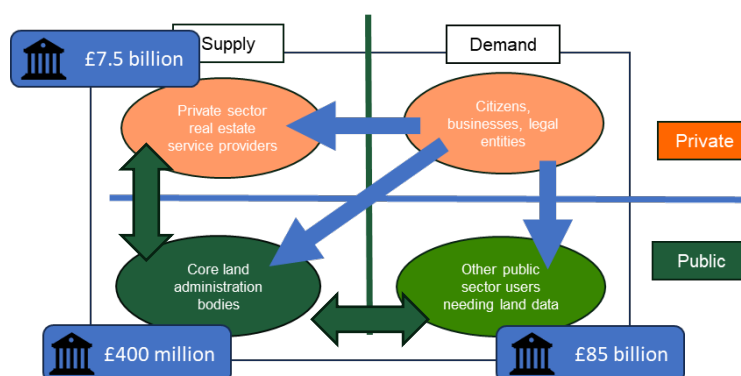 Supply
Demand
£7.5 billion
Private sector
real estate
service providers
Citizens,
businesses, legal
entities
Private
Core land
administration
bodies
Other public
sector users
needing land data
Public
£400 million
£85 billion